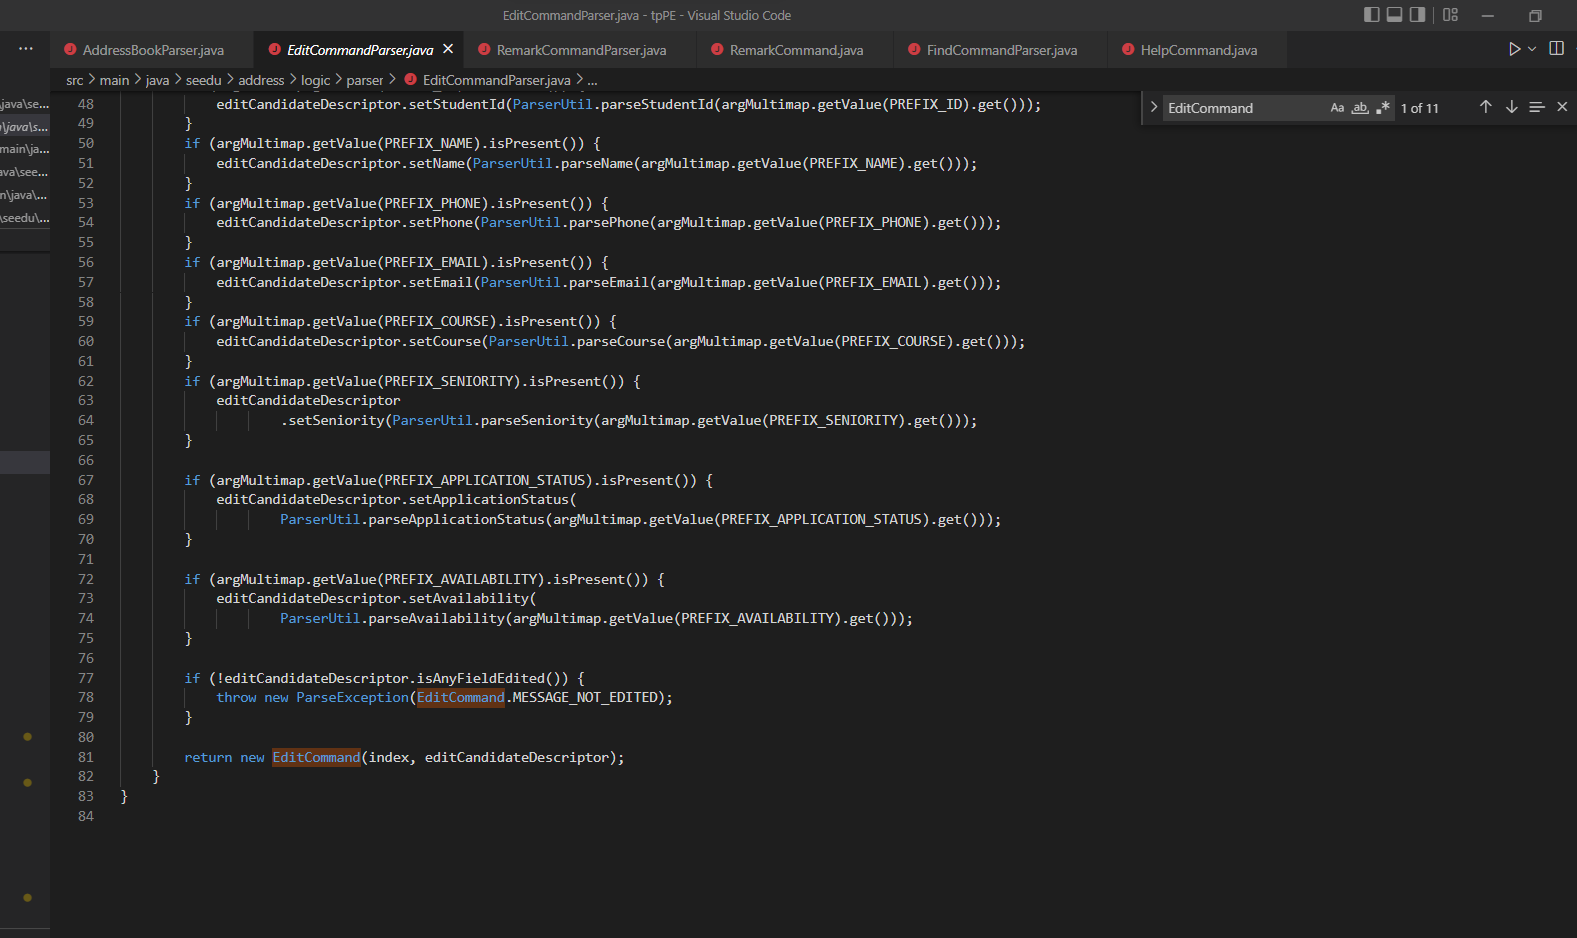 EditCommandParser.java - tpPE - Visual Studio Code
··· AddressBookParser.java EditCommandParser.java RemarkCommandParser.java RemarkCommand.java FindCommandParser.java HelpCommand.java
src > main > java > seedu > address > logic > parser > EditCommandParser.java > ...
EditCommand Aa ab 1 of 11
\java\se...
\java\s...
main\ja...
ava\see...
n\java\...
\seedu\...
48 editCandidateDescriptor.setStudentId(ParserUtil.parseStudentId(argMultimap.getValue(PREFIX_ID).get()));
49 }
50 if (argMultimap.getValue(PREFIX_NAME).isPresent()) {
51 editCandidateDescriptor.setName(ParserUtil.parseName(argMultimap.getValue(PREFIX_NAME).get()));
52 }
53 if (argMultimap.getValue(PREFIX_PHONE).isPresent()) {
54 editCandidateDescriptor.setPhone(ParserUtil.parsePhone(argMultimap.getValue(PREFIX_PHONE).get()));
55 }
56 if (argMultimap.getValue(PREFIX_EMAIL).isPresent()) {
57 editCandidateDescriptor.setEmail(ParserUtil.parseEmail(argMultimap.getValue(PREFIX_EMAIL).get()));
58 }
59 if (argMultimap.getValue(PREFIX_COURSE).isPresent()) {
60 editCandidateDescriptor.setCourse(ParserUtil.parseCourse(argMultimap.getValue(PREFIX_COURSE).get()));
61 }
62 if (argMultimap.getValue(PREFIX_SENIORITY).isPresent()) {
63 editCandidateDescriptor
64 .setSeniority(ParserUtil.parseSeniority(argMultimap.getValue(PREFIX_SENIORITY).get()));
65 }
66
67 if (argMultimap.getValue(PREFIX_APPLICATION_STATUS).isPresent()) {
68 editCandidateDescriptor.setApplicationStatus(
69 ParserUtil.parseApplicationStatus(argMultimap.getValue(PREFIX_APPLICATION_STATUS).get()));
70 }
71
72 if (argMultimap.getValue(PREFIX_AVAILABILITY).isPresent()) {
73 editCandidateDescriptor.setAvailability(
74 ParserUtil.parseAvailability(argMultimap.getValue(PREFIX_AVAILABILITY).get()));
75 }
76
77 if (!editCandidateDescriptor.isAnyFieldEdited()) {
78 throw new ParseException(EditCommand.MESSAGE_NOT_EDITED);
79 }
80
81 return new EditCommand(index, editCandidateDescriptor);
82 }
83 }
84